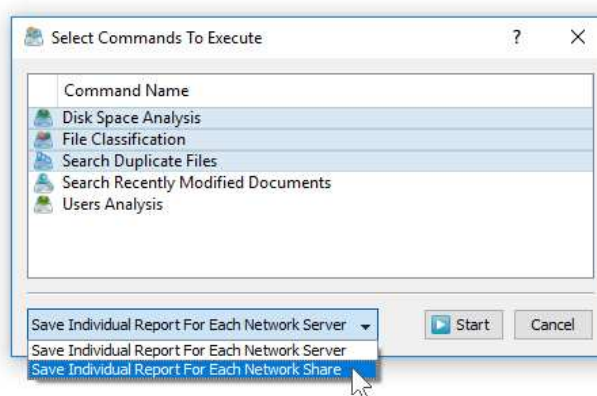 Select Commands To Execute ?
Command Name
Disk Space Analysis
File Classification
Search Duplicate Files
Search Recently Modified Documents
Users Analysis
Save Individual Report For Each Network Server Start Cancel
Save Individual Report For Each Network Server
Save Individual Report For Each Network Share